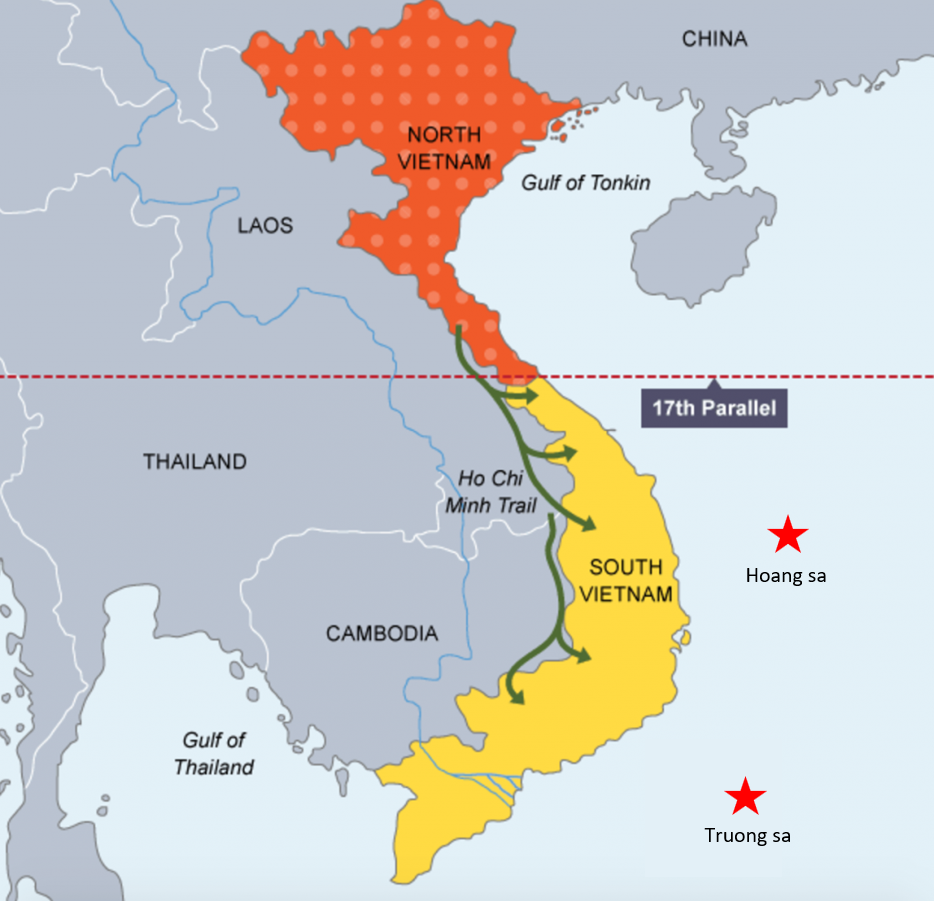 CHINA
NORTH
VIETNAM
Gulf of Tonkin
LAOS
17th Parallel
THAILAND
Ho Chi
Minh Trail
Hoang sa
SOUTH
VIETNAM
CAMBODIA
Gulf of
Thailand
Truong sa